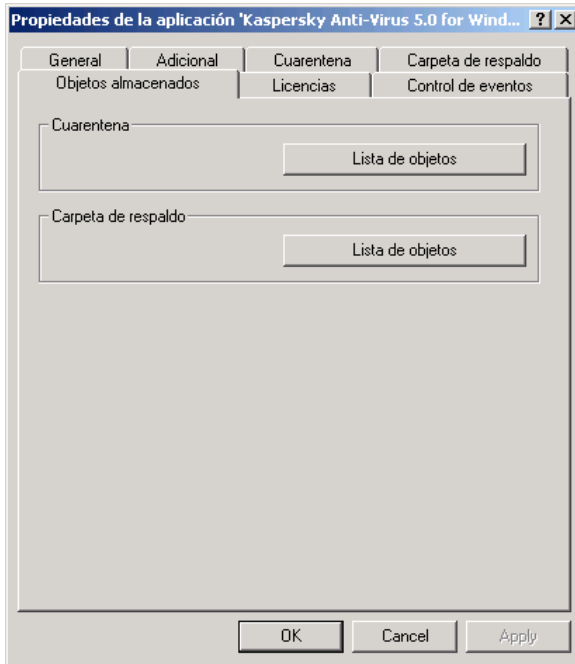 Propiedades de la aplicación 'Kaspersky Anti-Virus 5.0 for Wind...
General Adicional Cuarentena Carpeta de respaldo
Objetos almacenados Licencias Control de eventos
Cuarentena
Lista de objetos
Carpeta de respaldo
Lista de objetos
OK Cancel Apply